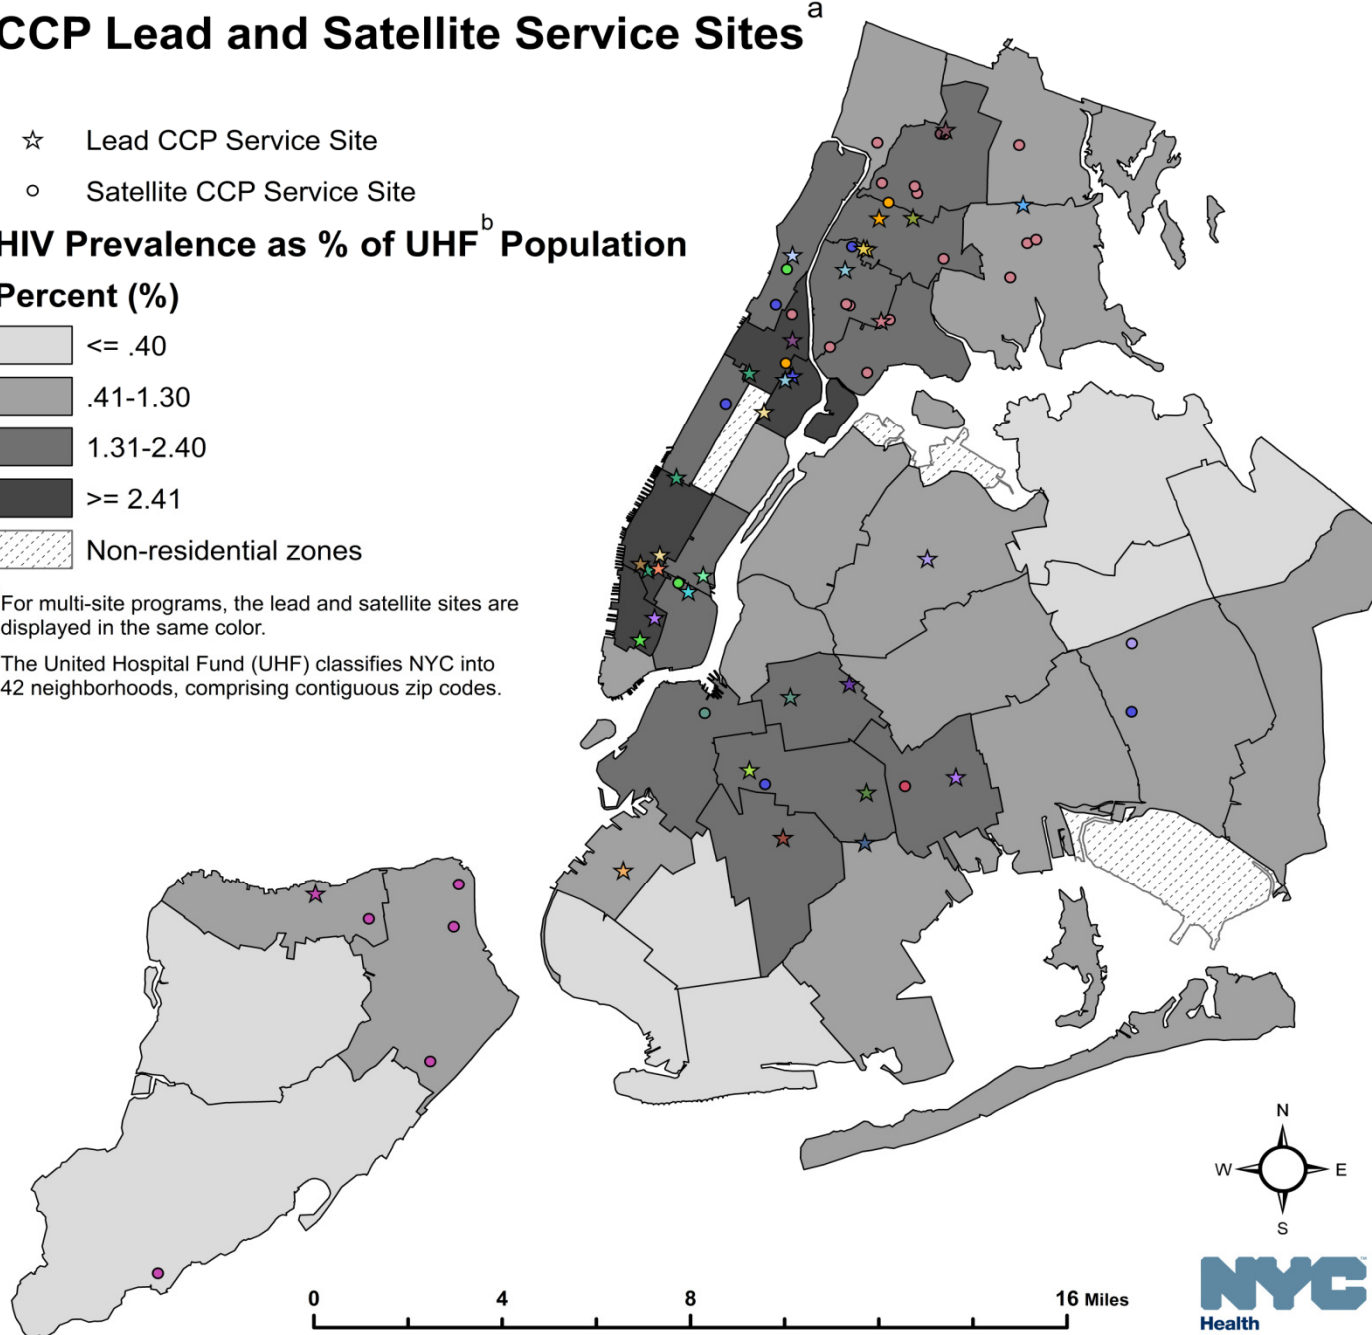 CCP Lead and Satellite Service Sites a
Lead CCP Service Site
Satellite CCP Service Site
HIV Prevalence as % of UHF b Population
Percent (%)
<= .40
.41-1.30
1.31-2.40
>= 2.41
Non-residential zones
For multi-site programs, the lead and satellite sites are
displayed in the same color.
The United Hospital Fund (UHF) classifies NYC into
42 neighborhoods, comprising contiguous zip codes.
N
W E
S
0 4 8 16 Miles
NYC
Health